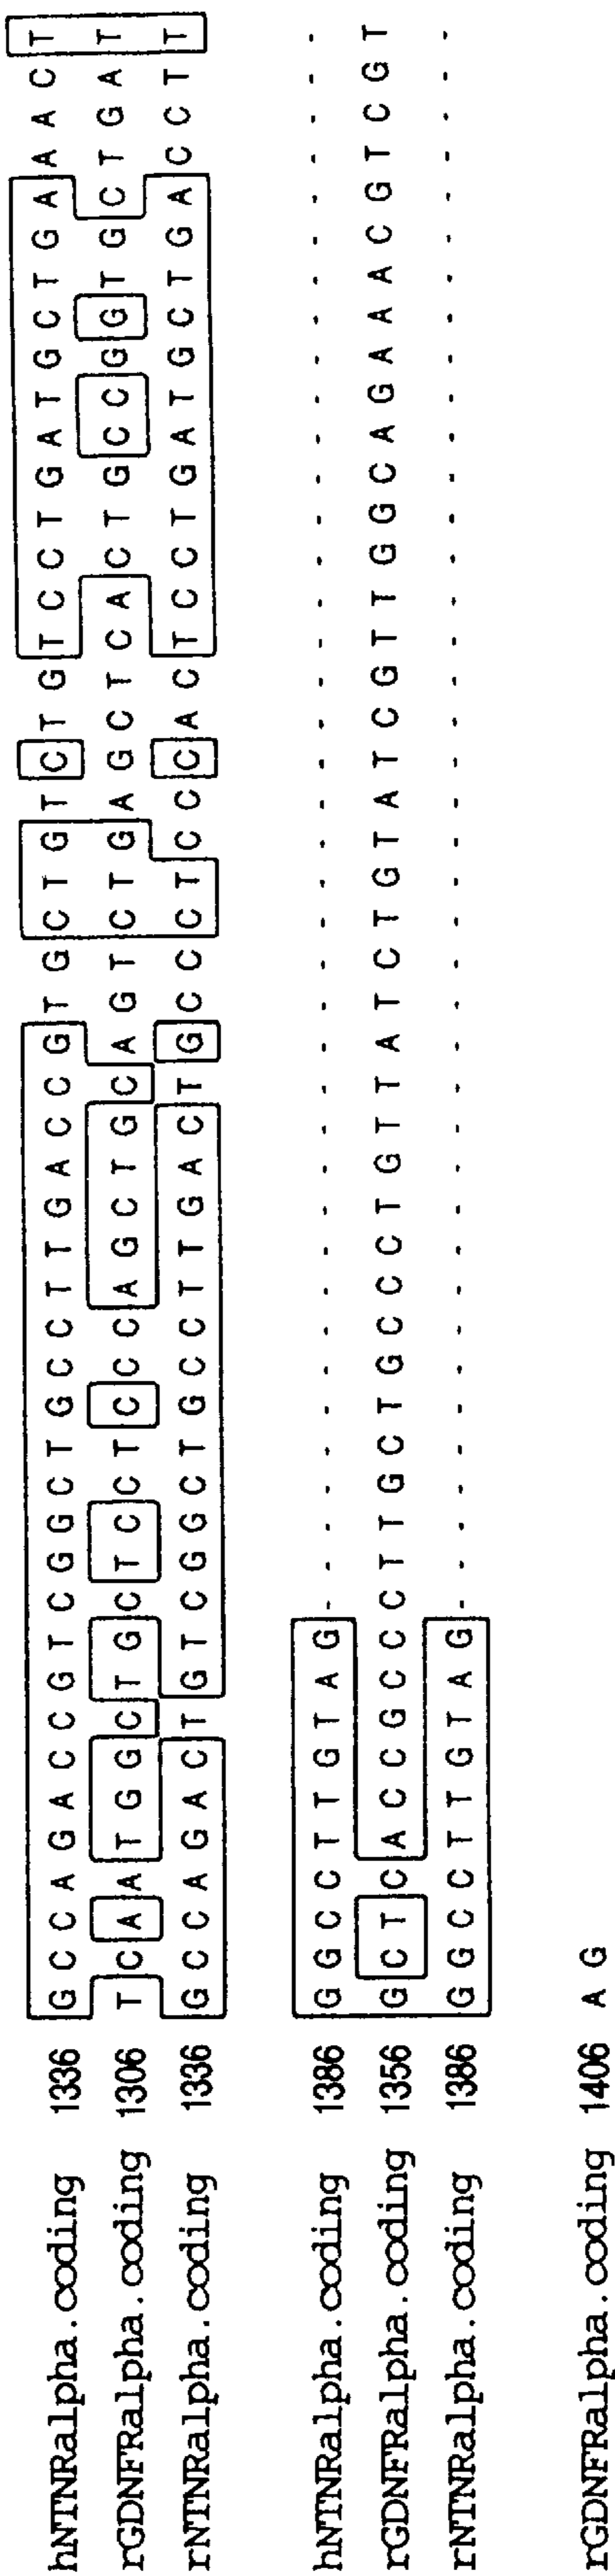 hNTNRalpha.coding 1336 G C C A G A C C G T C G G C T G C C T T G A C C G T G C T G T C T G T C C T G A T G C T G A A A C T
rGDNFRalpha.coding 1306 T C A A T G G C T G C T C C T C C C A G C T G C A G T C T G A G C T C A C T G C C G G T G C T G A T
rNTNRalpha.coding 1336 G C C A G A C T G T C G G C T G C C T T G A C T G C C C T C C C A C T C C T G A T G C T G A C C T T
hNTNRalpha.coding 1386 G G C C T T G T A G - - - - - - - - - - - - - - - - - - - - - - - - - - - - - - - - - - - - - - - -
rGDNFRalpha.coding 1356 G C T C A C C G C C C T T G C T G C C C T G T T A T C T G T A T C G T T G G C A G A A A C G T C G T
rNTNRalpha.coding 1386 G G C C T T G T A G - - - - - - - - - - - - - - - - - - - - - - - - - - - - - - - - - - - - - - - -
rGDNFRalpha.coding 1406 A G